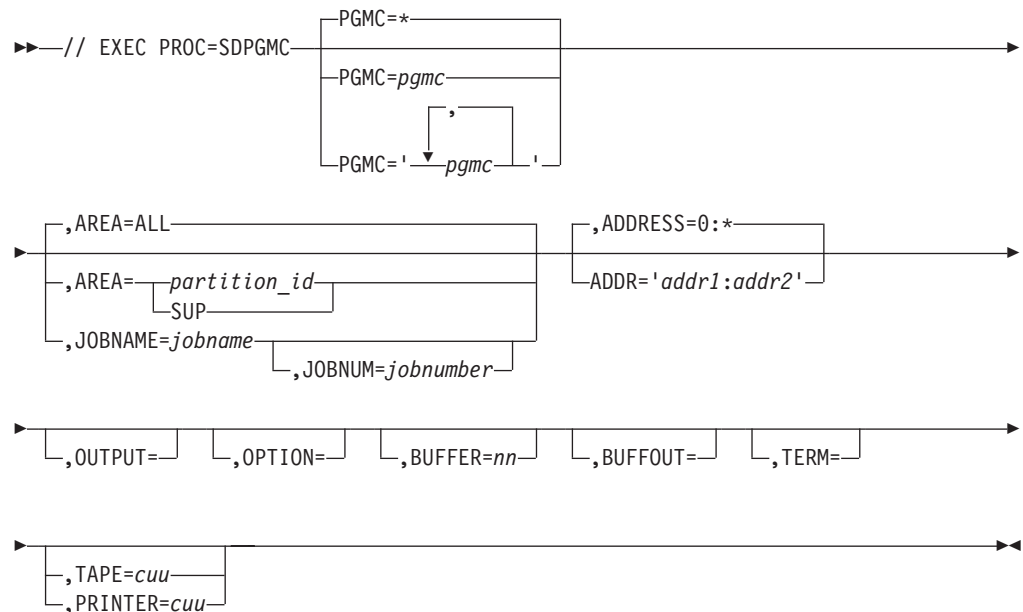 PGMC=*
// EXEC PROC=SDPGMC
PGMC=pgmc
,
PGMC='pgmc'
,AREA=ALL ,ADDRESS=0:*
,AREA=partition_id ADDR='addr1:addr2'
SUP
,JOBNAME=jobname
,JOBNUM=jobnumber
,OUTPUT= ,OPTION= ,BUFFER=nn ,BUFFOUT= ,TERM=
,TAPE=cuu
,PRINTER=cuu